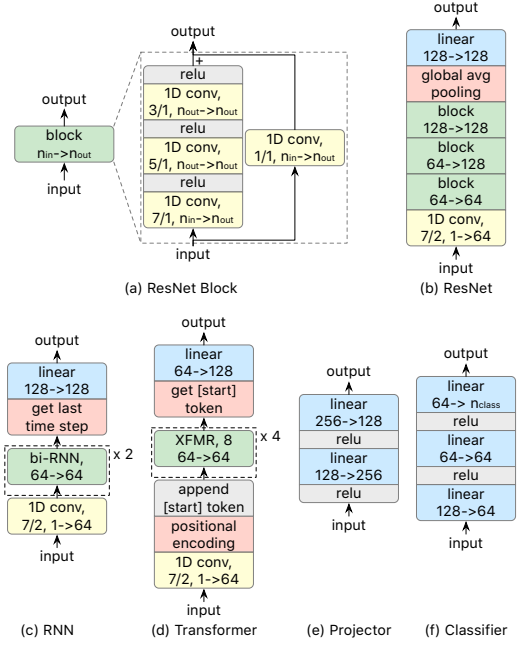 output
block
nin->nout
input
output
+
relu
1D conv,
3/1, nout->nout
relu
1D conv,
5/1, nout->nout
relu
1D conv,
7/1, nin->nout
1D conv,
1/1, nin->nout
input
(a) ResNet Block
output
linear
128->128
global avg
pooling
block
128->128
block
64->128
block
64->64
1D conv,
7/2, 1->64
input
(b) ResNet
output
linear
128->128
get last
time step
bi-RNN,
64->64
x 2
1D conv,
7/2, 1->64
input
(c) RNN
output
linear
64->128
get [start]
token
XFMR, 8
64->64
x 4
append
[start] token
positional
encoding
1D conv,
7/2, 1->64
input
(d) Transformer
output
linear
256->128
relu
linear
128->256
relu
input
(e) Projector
output
linear
64-> nclass
relu
linear
64->64
relu
linear
128->64
input
(f) Classifier